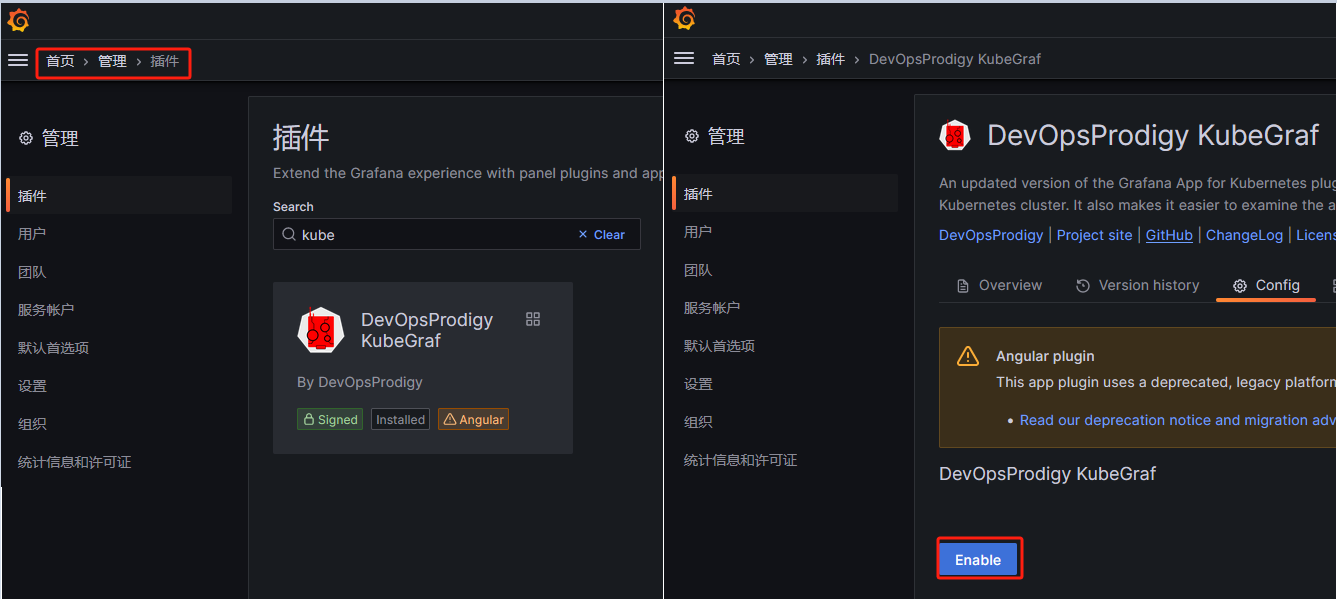 首页 › 管理 › 插件
管理
插件
用户
团队
服务帐户
默认首选项
设置
组织
统计信息和许可证
插件
Extend the Grafana experience with panel plugins and app
Search
kube
× Clear
DevOpsProdigy
KubeGraf
By DevOpsProdigy
Signed Installed Angular
首页 › 管理 › 插件 › DevOpsProdigy KubeGraf
管理
插件
用户
团队
服务帐户
默认首选项
设置
组织
统计信息和许可证
DevOpsProdigy KubeGraf
An updated version of the Grafana App for Kubernetes plug
Kubernetes cluster. It also makes it easier to examine the a
DevOpsProdigy | Project site | GitHub | ChangeLog | Licens
Overview Version history Config
Angular plugin
This app plugin uses a deprecated, legacy platform
• Read our deprecation notice and migration adv
DevOpsProdigy KubeGraf
Enable